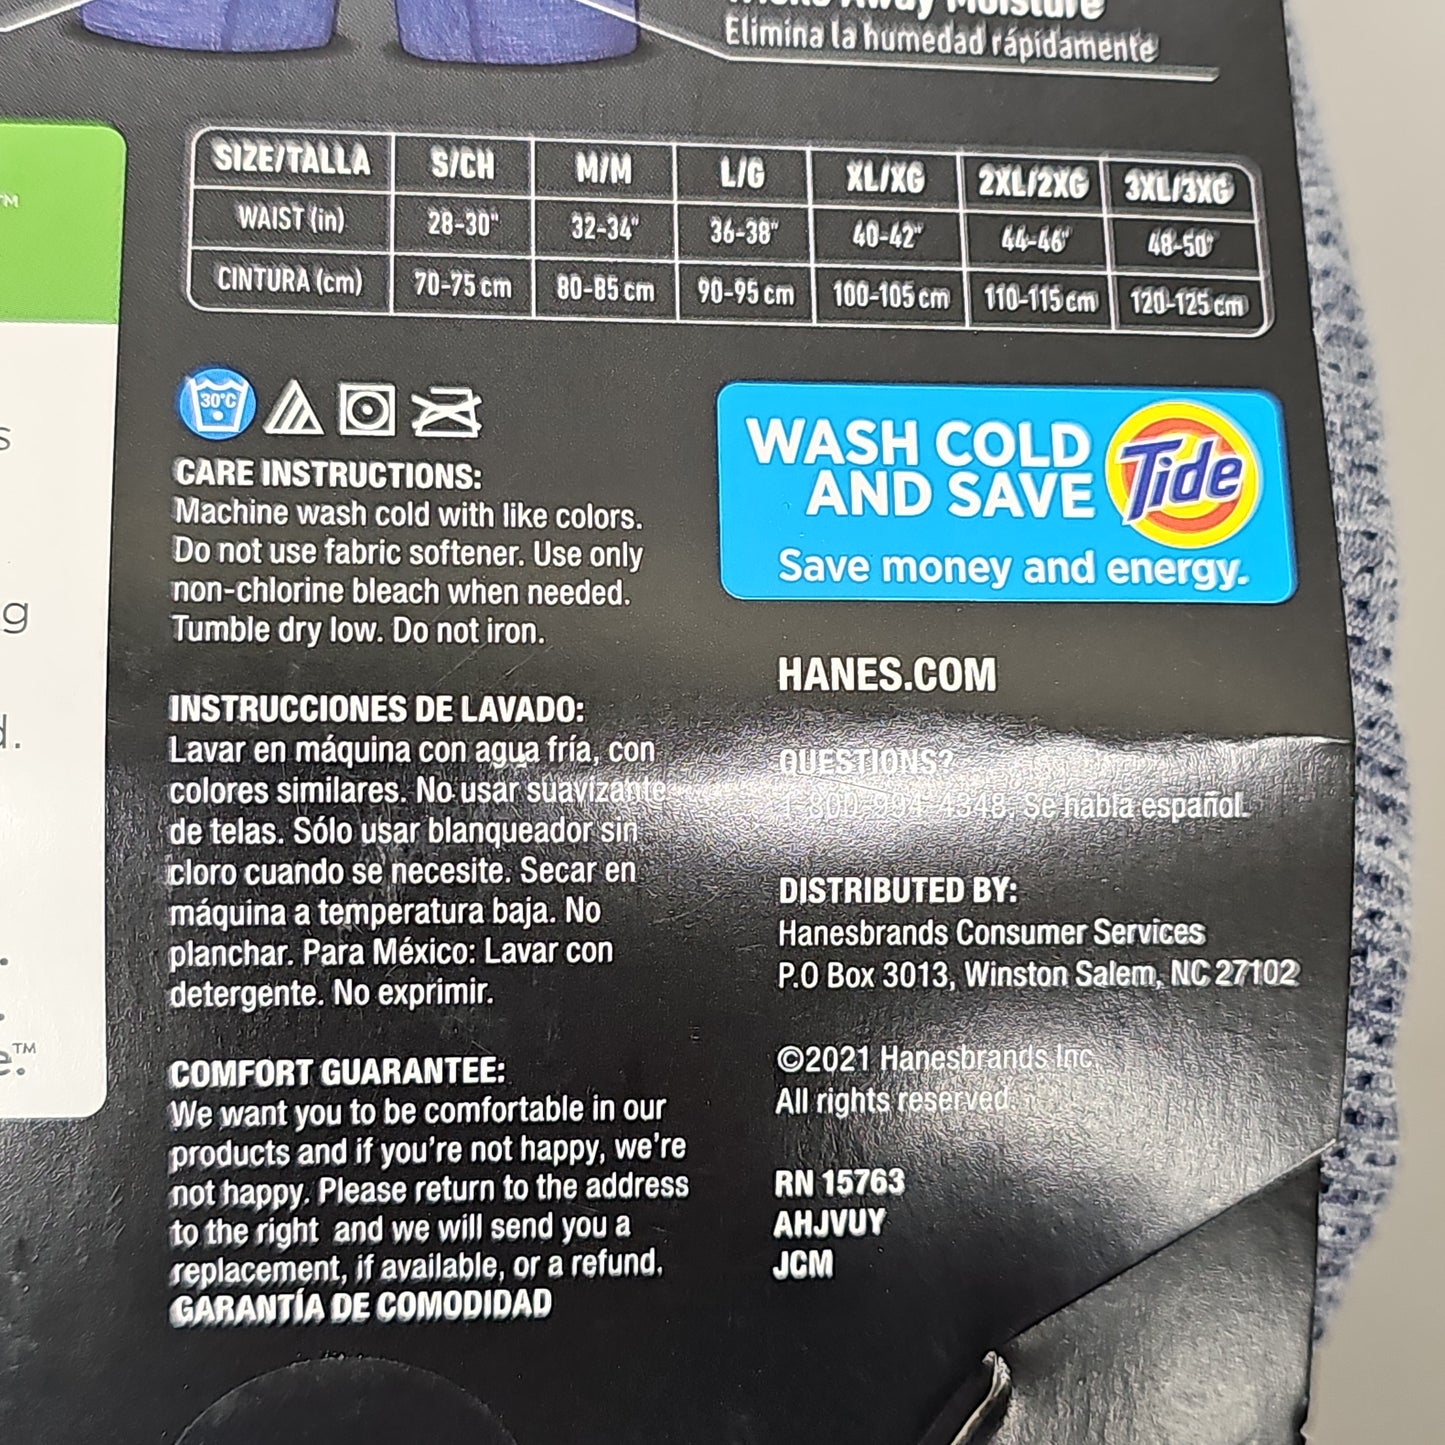 Away Moisture
Elimina la humedad rápidamente
SIZE/TALLA S/CH M/M L/G XL/XG 2XL/2XG 3XL/3XG
WAIST (in) 28-30" 32-34" 36-38" 40-42" 44-46" 48-50"
CINTURA (cm) 70-75 cm 80-85 cm 90-95 cm 100-105 cm 110-115 cm 120-125 cm
30°C
CARE INSTRUCTIONS:
Machine wash cold with like colors.
Do not use fabric softener. Use only
non-chlorine bleach when needed.
Tumble dry low. Do not iron.
INSTRUCCIONES DE LAVADO:
Lavar en máquina con agua fría, con
colores similares. No usar suavizante
de telas. Sólo usar blanqueador sin
cloro cuando se necesite. Secar en
máquina a temperatura baja. No
planchar. Para México: Lavar con
detergente. No exprimir.
COMFORT GUARANTEE:
We want you to be comfortable in our
products and if you're not happy, we're
not happy. Please return to the address
to the right and we will send you a
replacement, if available, or a refund.
GARANTÍA DE COMODIDAD
WASH COLD
AND SAVE
Tide
Save money and energy.
HANES.COM
QUESTIONS?
Se habla español.
DISTRIBUTED BY:
Hanesbrands Consumer Services
P.O Box 3013, Winston Salem, NC 27102
©2021 Hanesbrands Inc.
All rights reserved.
RN 15763
AHJVUY
JCM